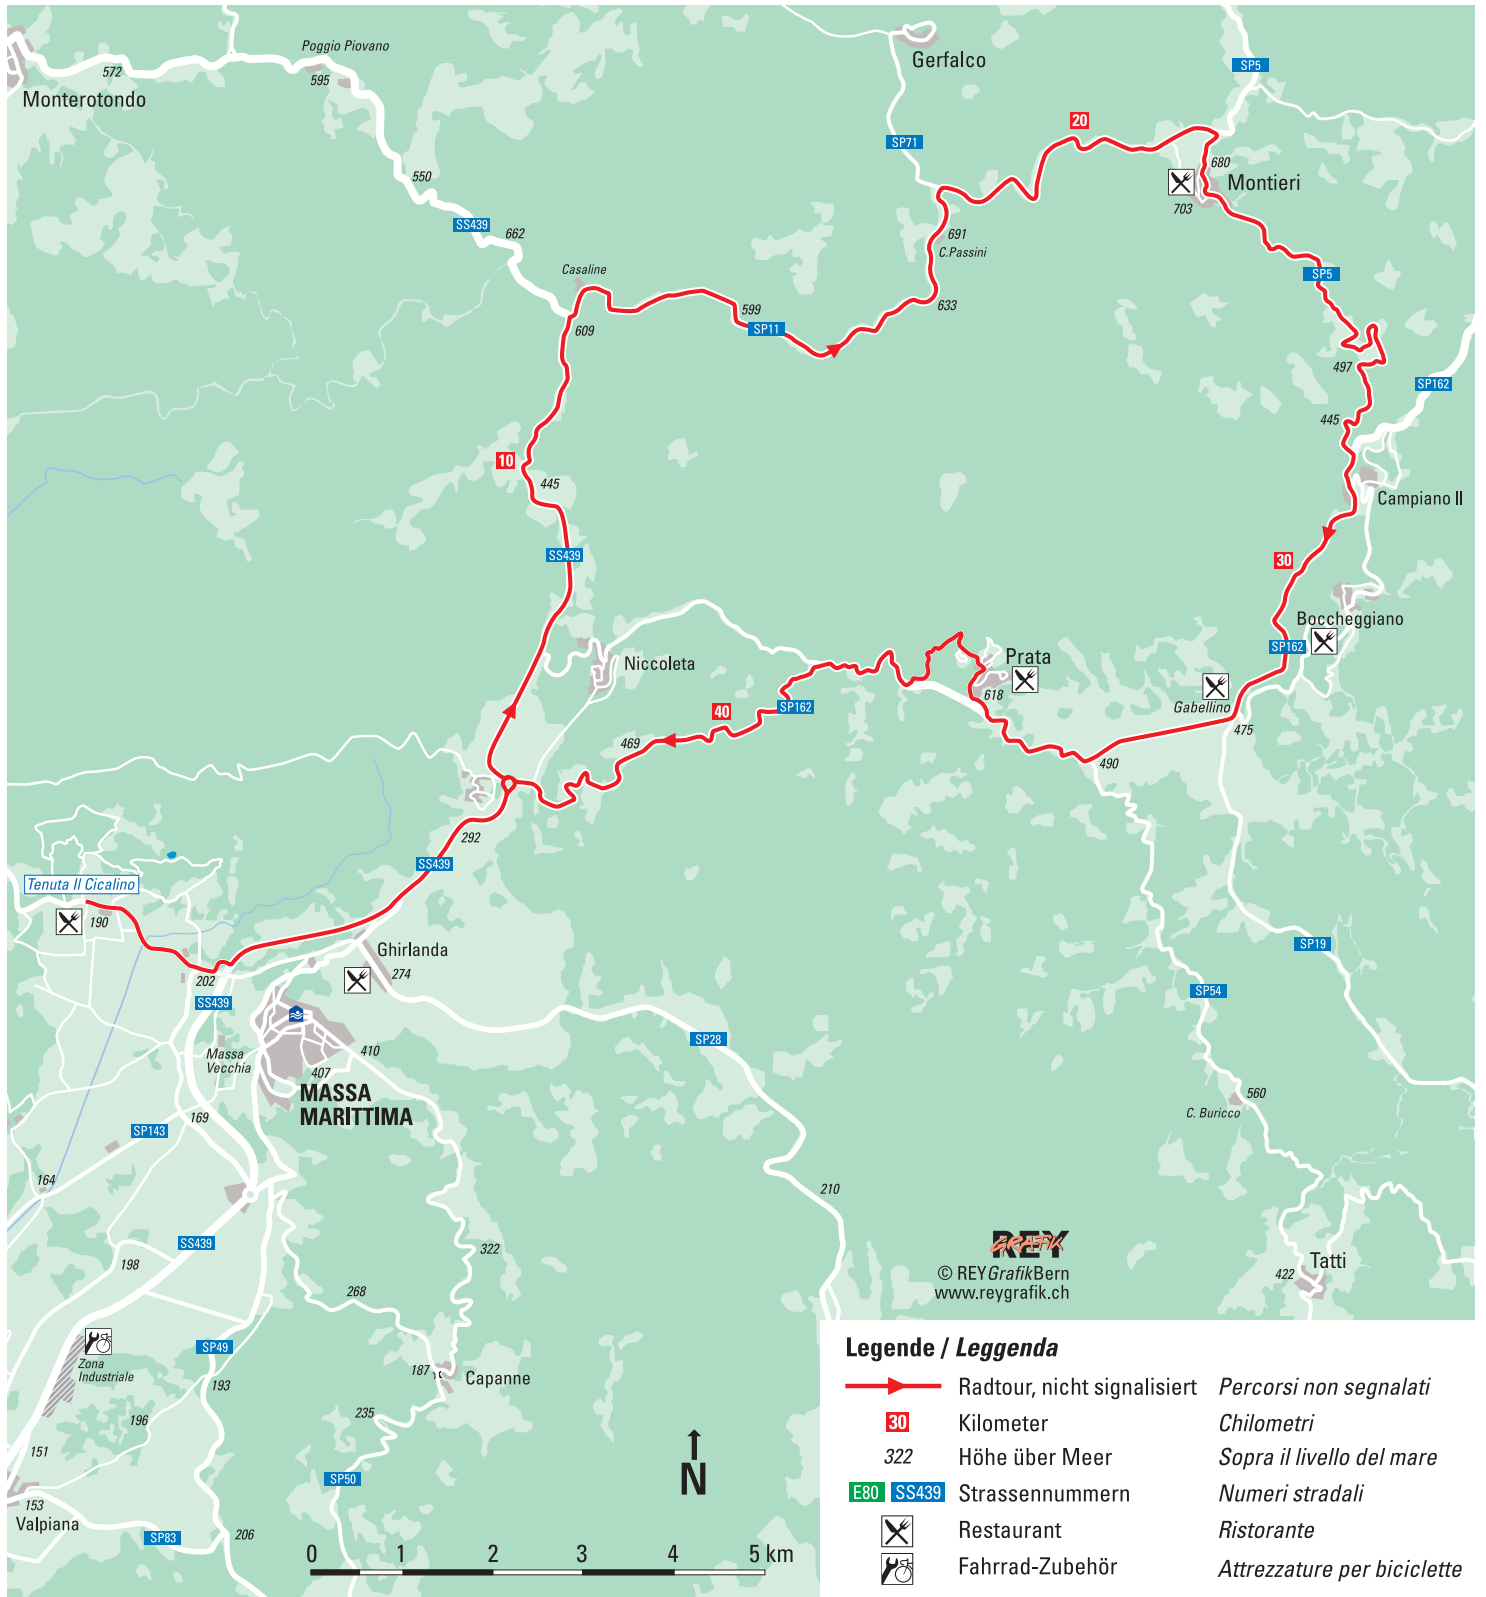 Gerfalco
Poggio Piovano
572
595
SP5
Monterotondo
20
SP71
680
Montieri
550
703
SS439
662
691
C.Passini
Casaline
SP5
599
633
609
SP11
497
SP162
445
10
445
Campiano II
SS439
30
Boccheggiano
SP162
Niccoleta
Prata
618
Gabellino
SP162
40
475
469
490
292
SS439
Tenuta Il Cicalino
190
Ghirlanda
SP19
274
202
SS439
SP54
SP28
Massa
Vecchia
410
407
MASSA
MARITTIMA
560
C. Buricco
169
SP143
164
210
SS439
322
REY
GRAFIK
© REYGrafikBern
www.reygrafik.ch
Tatti
422
198
268
SP49
Zona
Industriale
187
Capanne
193
235
196
151
N
SP50
153
Valpiana
SP83
206
0 1 2 3 4 5 km
Legende / Leggenda
Radtour, nicht signalisiert Percorsi non segnalati
30 Kilometer Chilometri
322 Höhe über Meer Sopra il livello del mare
E80 SS439 Strassennummern Numeri stradali
Restaurant Ristorante
Fahrrad-Zubehör Attrezzature per biciclette